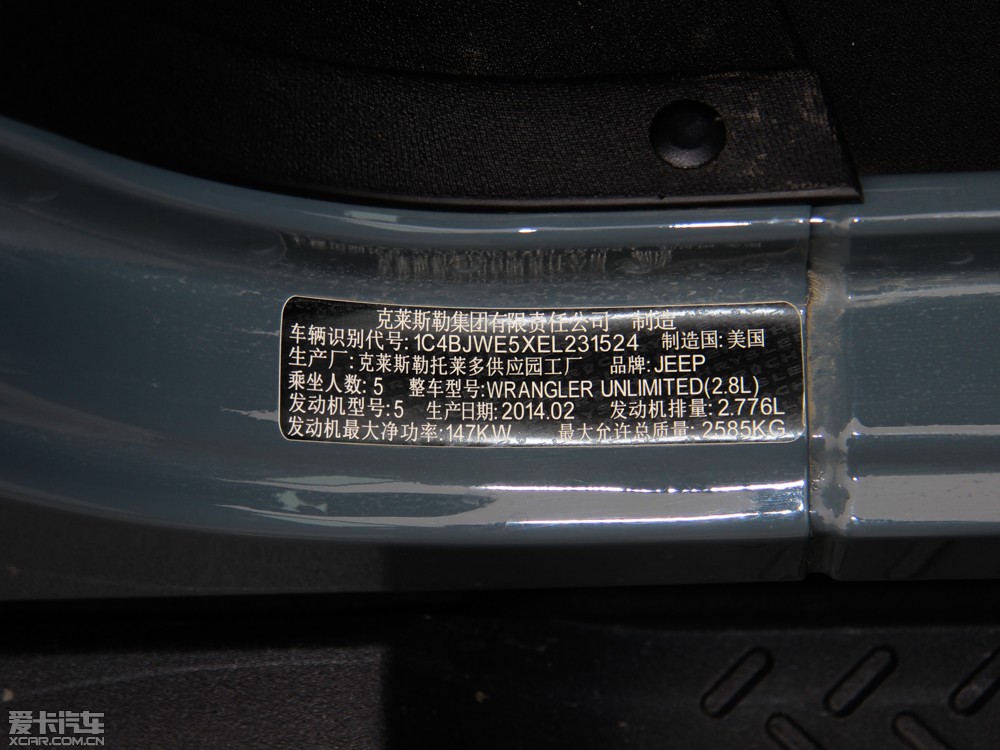 克莱斯勒集团有限责任公司 制造
车辆识别代号:1C4BJWE5XEL231524 制造国:美国
生产厂:克莱斯勒托莱多供应园工厂 品牌:JEEP
乘坐人数:5 整车型号:WRANGLER UNLIMITED(2.8L)
发动机型号:5 生产日期:2014.02 发动机排量:2.776L
发动机最大净功率:147KW 最大允许总质量:2585KG
爱卡汽车
XCAR.COM.CN